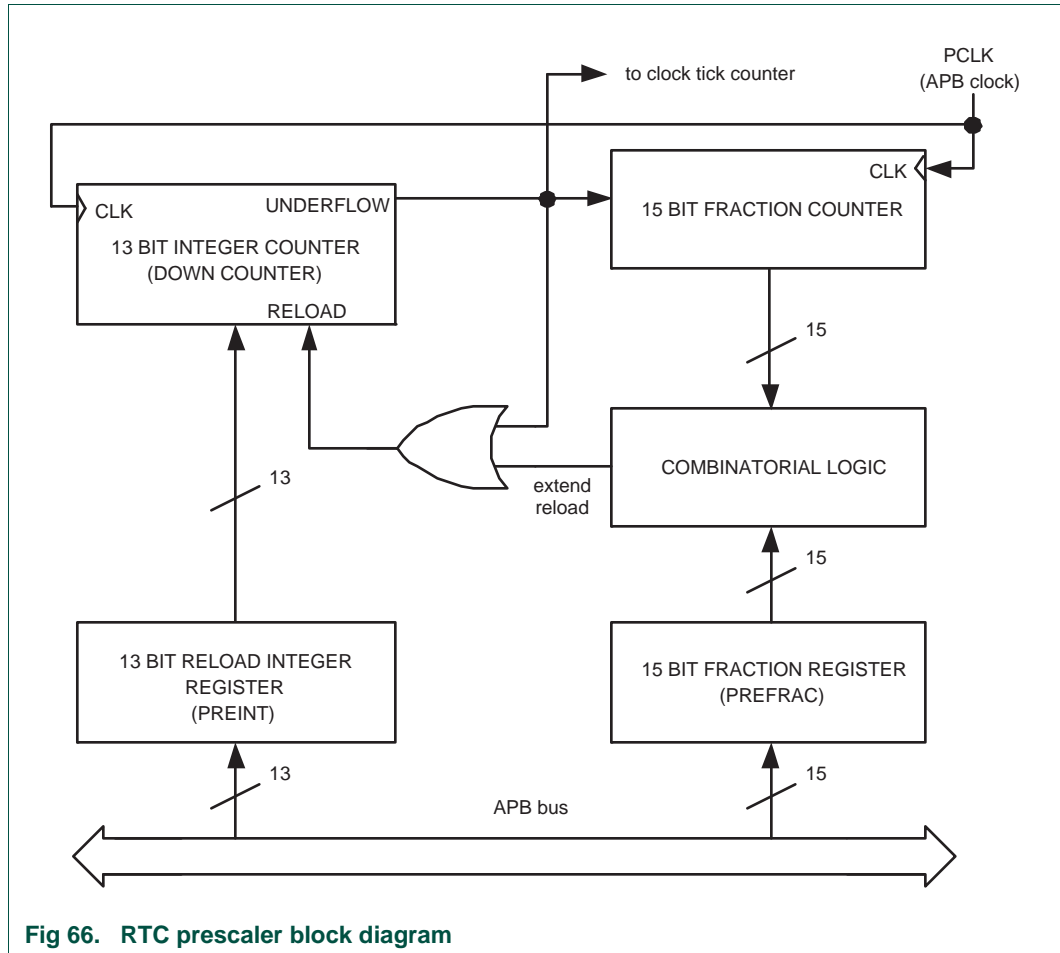 PCLK
(APB clock)
to clock tick counter
CLK
UNDERFLOW
13 BIT INTEGER COUNTER
(DOWN COUNTER)
RELOAD
CLK
15 BIT FRACTION COUNTER
15
COMBINATORIAL LOGIC
extend
reload
13
15
13 BIT RELOAD INTEGER
REGISTER
(PREINT)
15 BIT FRACTION REGISTER
(PREFRAC)
13
15
APB bus
Fig 66. RTC prescaler block diagram